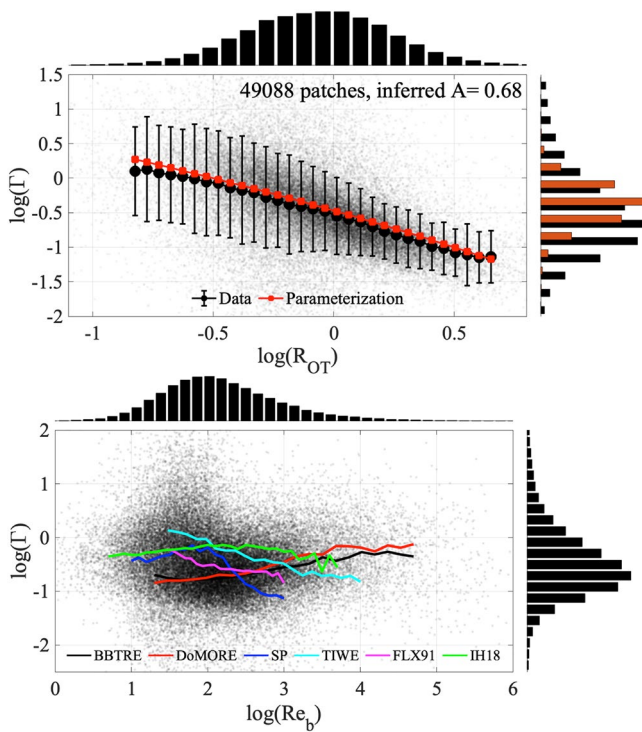 49088 patches, inferred A= 0.68
1.5
1
0.5
0
-0.5
-1
-1.5
-2
log(Γ)
Data Parameterization
-1 -0.5 0 0.5
log(R_OT)
2
1
0
-1
-2
log(Γ)
BBTRE DoMORE SP TIWE FLX91 IH18
0 1 2 3 4 5 6
log(Re_b)